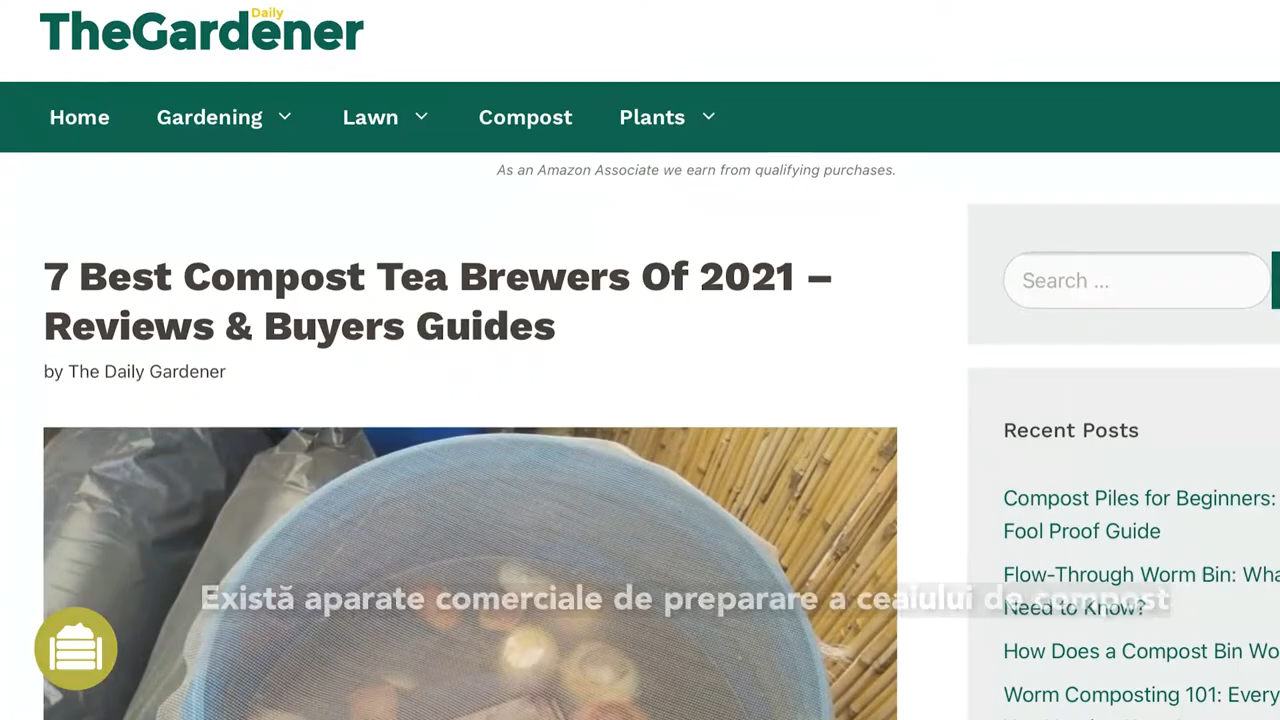 Daily
TheGardener
Home Gardening Lawn Compost Plants
As an Amazon Associate we earn from qualifying purchases.
7 Best Compost Tea Brewers Of 2021 –
Reviews & Buyers Guides
by The Daily Gardener
Search ...
Recent Posts
Compost Piles for Beginners:
Fool Proof Guide
Flow-Through Worm Bin:
Need to Know?
How Does a Compost Bin
Worm Composting 101:
Există aparate comerciale de preparare a ceaiului de compost